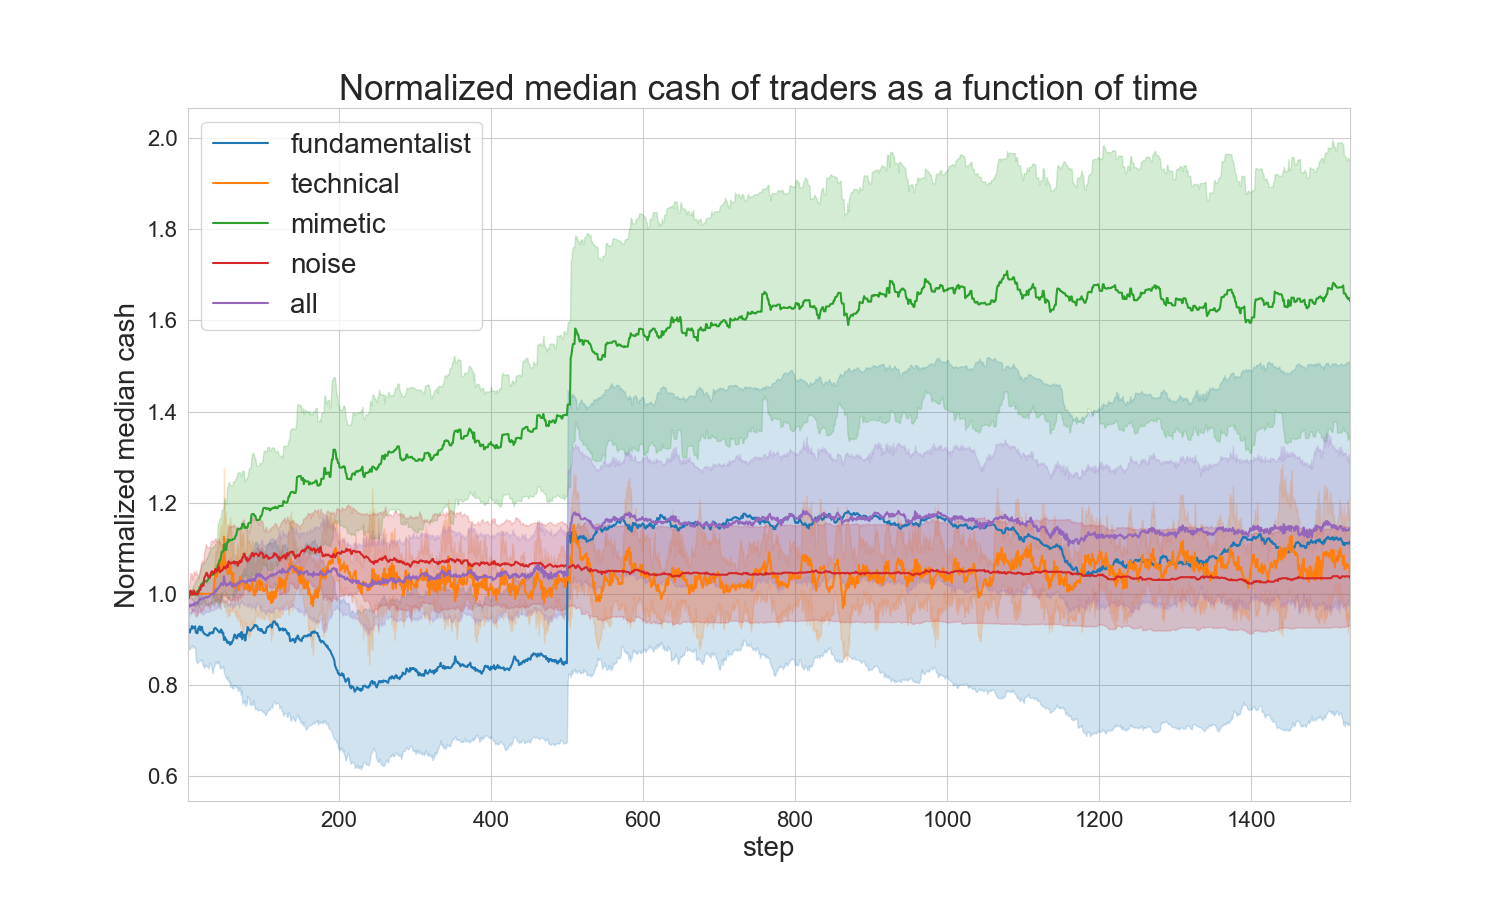 Normalized median cash of traders as a function of time
fundamentalist
technical
mimetic
noise
all
Normalized median cash
2.0
1.8
1.6
1.4
1.2
1.0
0.8
0.6
200 400 600 800 1000 1200 1400
step